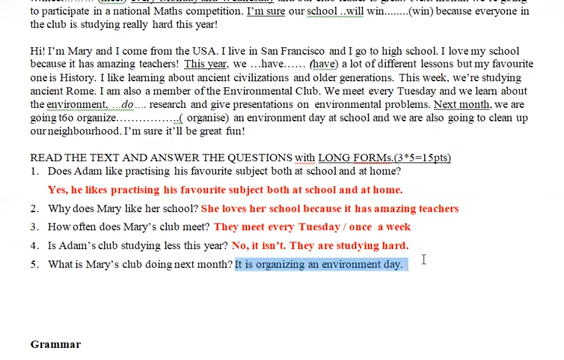 to participate in a national Maths competition. I'm sure our school ..will win........(win) because everyone in
the club is studying really hard this year!
Hi! I'm Mary and I come from the USA. I live in San Francisco and I go to high school. I love my school
because it has amazing teachers! This year, we …have…… (have) a lot of different lessons but my favourite
one is History. I like learning about ancient civilizations and older generations. This week, we're studying
ancient Rome. I am also a member of the Environmental Club. We meet every Tuesday and we learn about
the environment, ...do.... research and give presentations on environmental problems. Next month, we are
going t6o organize……………..( organise) an environment day at school and we are also going to clean up
our neighbourhood. I'm sure it'll be great fun!
READ THE TEXT AND ANSWER THE QUESTIONS with LONG FORMs.(3*5=15pts)
1. Does Adam like practising his favourite subject both at school and at home?
Yes, he likes practising his favourite subject both at school and at home.
2. Why does Mary like her school? She loves her school because it has amazing teachers
3. How often does Mary's club meet? They meet every Tuesday / once a week
4. Is Adam's club studying less this year? No, it isn't. They are studying hard.
5. What is Mary's club doing next month? It is organizing an environment day.
Grammar